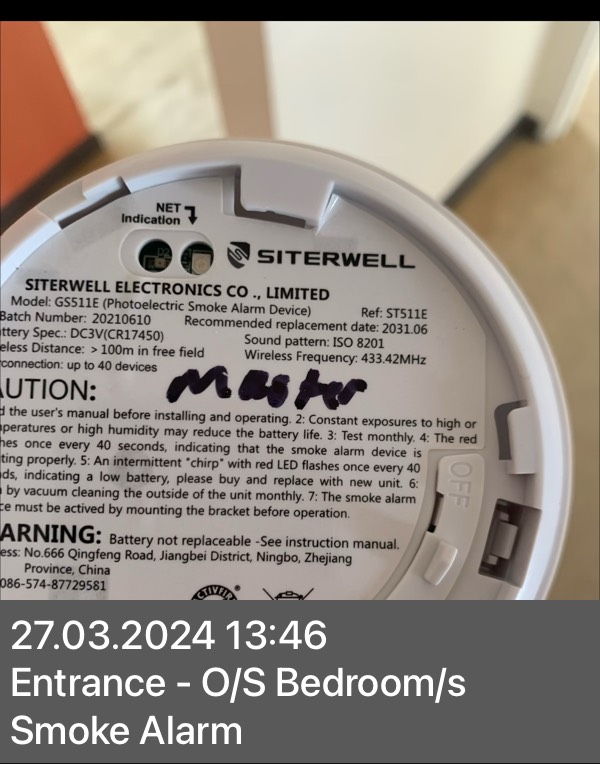 NET
Indication
SITERWELL
SITERWELL ELECTRONICS CO ., LIMITED
Model: GS511E (Photoelectric Smoke Alarm Device) Ref: ST511E
Batch Number: 20210610 Recommended replacement date: 2031.06
ttery Spec.: DC3V(CR17450) Sound pattern: ISO 8201
eless Distance: > 100m in free field Wireless Frequency: 433.42MHz
connection: up to 40 devices
Master
AUTION:
d the user's manual before installing and operating. 2: Constant exposures to high or
peratures or high humidity may reduce the battery life. 3: Test monthly. 4: The red
hes once every 40 seconds, indicating that the smoke alarm device is
ting properly. 5: An intermittent "chirp" with red LED flashes once every 40
ds, indicating a low battery, please buy and replace with new unit. 6:
by vacuum cleaning the outside of the unit monthly. 7: The smoke alarm
ce must be actived by mounting the bracket before operation.
OFF
ARNING: Battery not replaceable -See instruction manual.
ess: No.666 Qingfeng Road, Jiangbei District, Ningbo, Zhejiang
Province, China
086-574-87729581
27.03.2024 13:46
Entrance - O/S Bedroom/s
Smoke Alarm